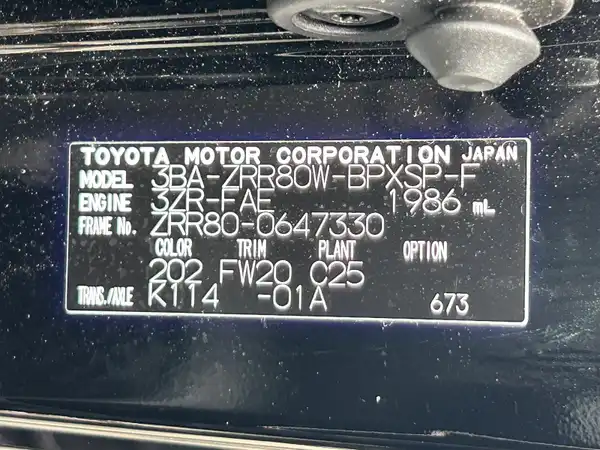 TOYOTA MOTOR CORPORATION JAPAN
MODEL 3BA-ZRR80W-BPXSP-F
ENGINE 3ZR-FAE 1986 mL
FRAME No. ZRR80-0647330
COLOR TRIM PLANT OPTION
202 FW20 C25
TRANS./AXLE K114 -01A 673